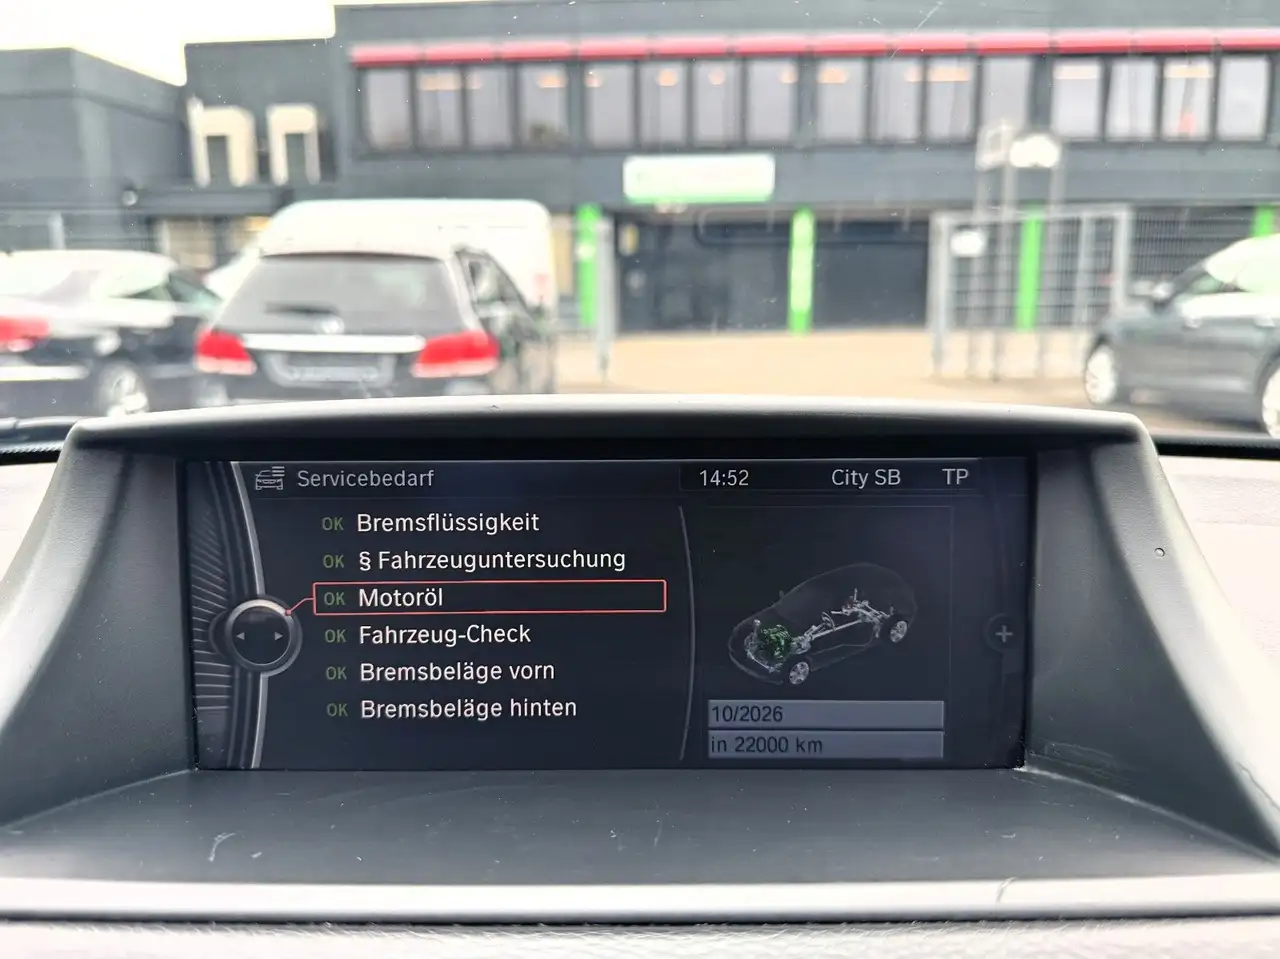 Servicebedarf
14:52 City SB TP
OK Bremsflüssigkeit
OK § Fahrzeuguntersuchung
OK Motoröl
OK Fahrzeug-Check
OK Bremsbeläge vorn
OK Bremsbeläge hinten
10/2026
in 22000 km